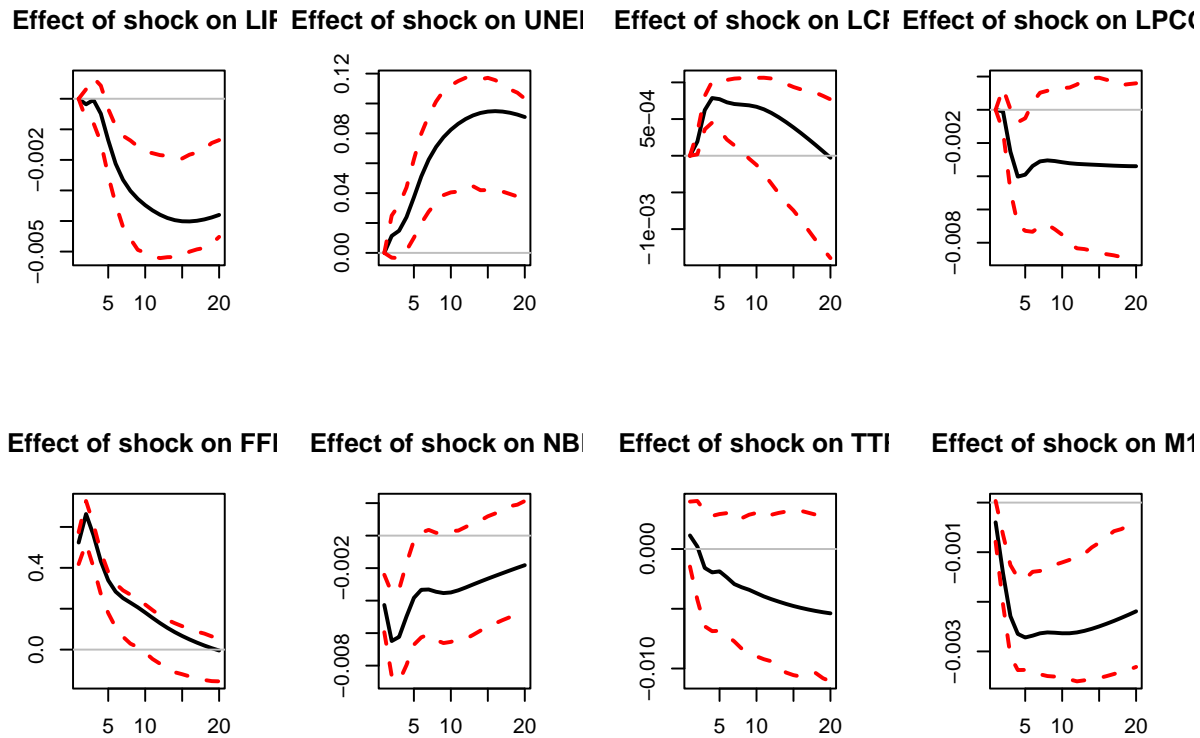 Effect of shock on LIP
Effect of shock on UNEI
Effect of shock on LCP
Effect of shock on LPCO
−0.005 −0.002
0.00 0.04 0.08 0.12
−1e−03 5e−04
−0.008 −0.002
5 10 20
5 10 20
5 10 20
5 10 20
Effect of shock on FFI
Effect of shock on NBI
Effect of shock on TTF
Effect of shock on M1
0.0 0.4
−0.008 −0.002
−0.010 0.000
−0.003 −0.001
5 10 20
5 10 20
5 10 20
5 10 20